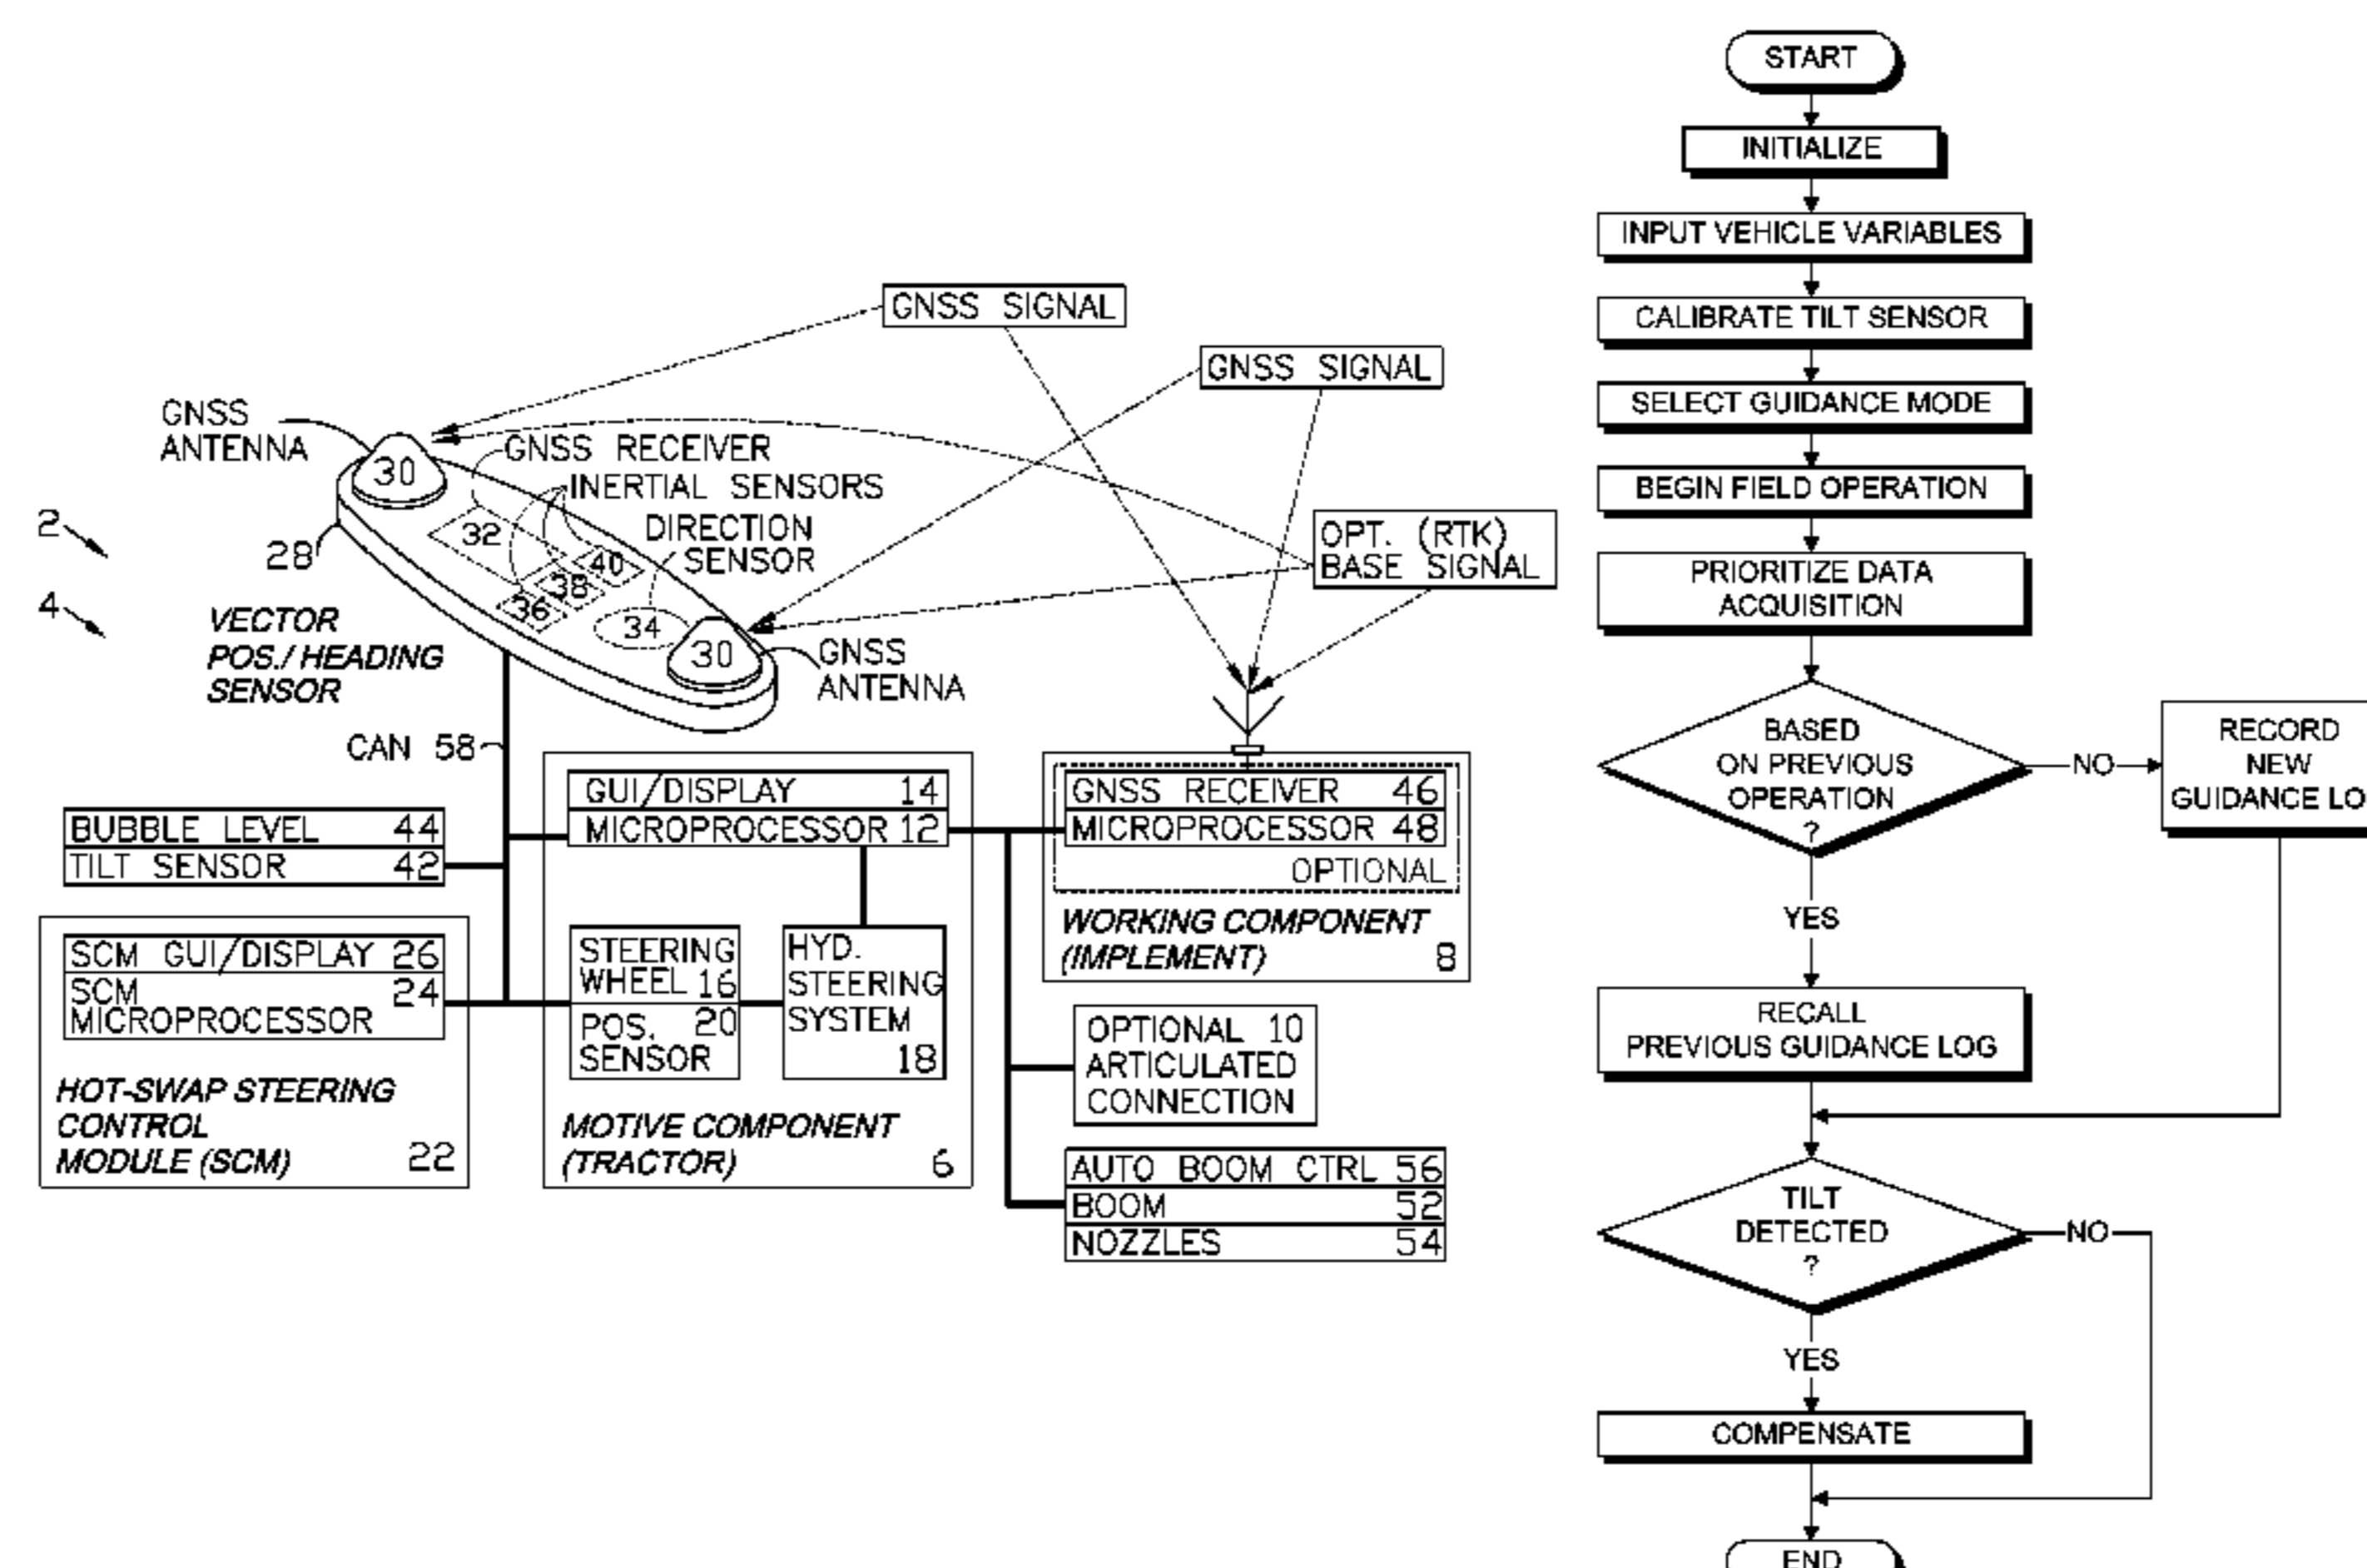 GNSS SIGNAL
GNSS SIGNAL
GNSS
ANTENNA
30
GNSS RECEIVER
INERTIAL SENSORS
DIRECTION
SENSOR
OPT. (RTK)
BASE SIGNAL
2
28
32
40
38
36
34
30
4
VECTOR
POS./ HEADING
SENSOR
GNSS
ANTENNA
CAN 58
BUBBLE LEVEL 44
TILT SENSOR 42
GUI/DISPLAY 14
MICROPROCESSOR 12
GNSS RECEIVER 46
MICROPROCESSOR 48
OPTIONAL
WORKING COMPONENT
(IMPLEMENT) 8
SCM GUI/DISPLAY 26
SCM 24
MICROPROCESSOR
HOT-SWAP STEERING
CONTROL
MODULE (SCM) 22
STEERING
WHEEL 16
POS. 20
SENSOR
HYD.
STEERING
SYSTEM
18
MOTIVE COMPONENT
(TRACTOR) 6
OPTIONAL 10
ARTICULATED
CONNECTION
AUTO BOOM CTRL 56
BOOM 52
NOZZLES 54
START
INITIALIZE
INPUT VEHICLE VARIABLES
CALIBRATE TILT SENSOR
SELECT GUIDANCE MODE
BEGIN FIELD OPERATION
PRIORITIZE DATA
ACQUISITION
BASED
ON PREVIOUS
OPERATION
?
NO
RECORD
NEW
GUIDANCE LO
YES
RECALL
PREVIOUS GUIDANCE LOG
TILT
DETECTED
?
NO
YES
COMPENSATE
END